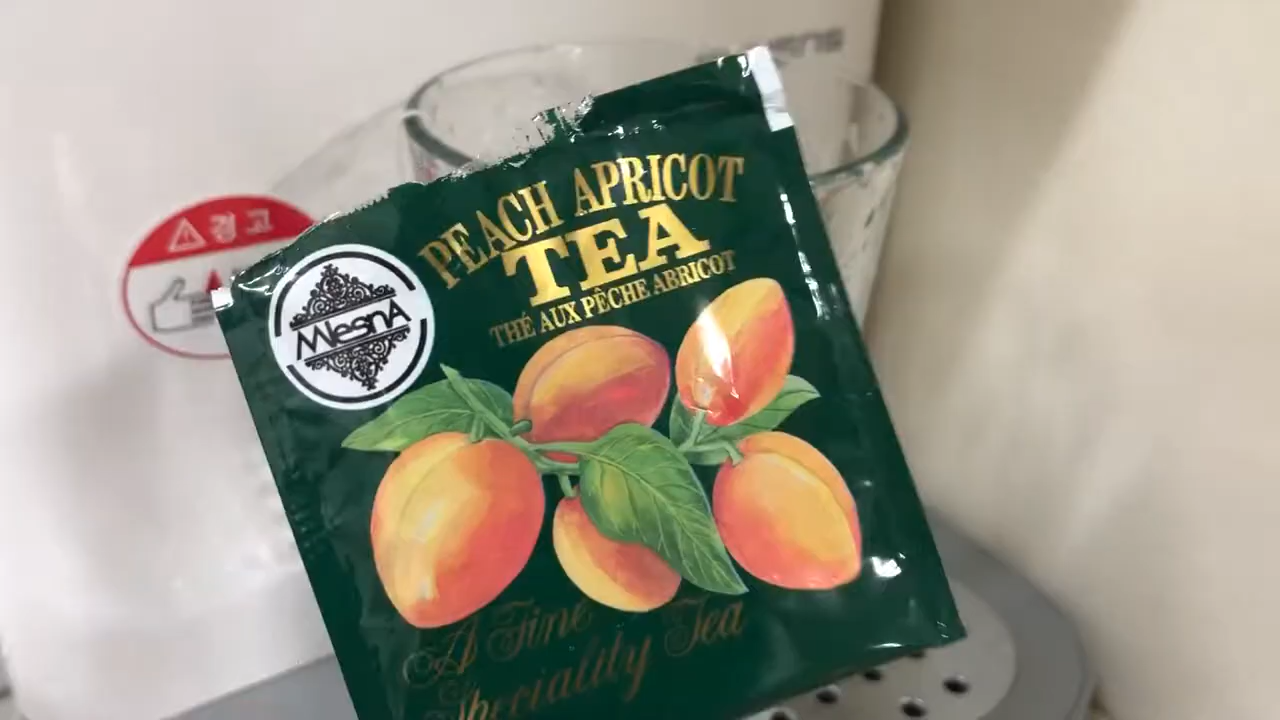 경고
PEACH APRICOT
TEA
THÉ AUX PÊCHE ABRICOT
MlesnA
A Fine
Speciality Tea